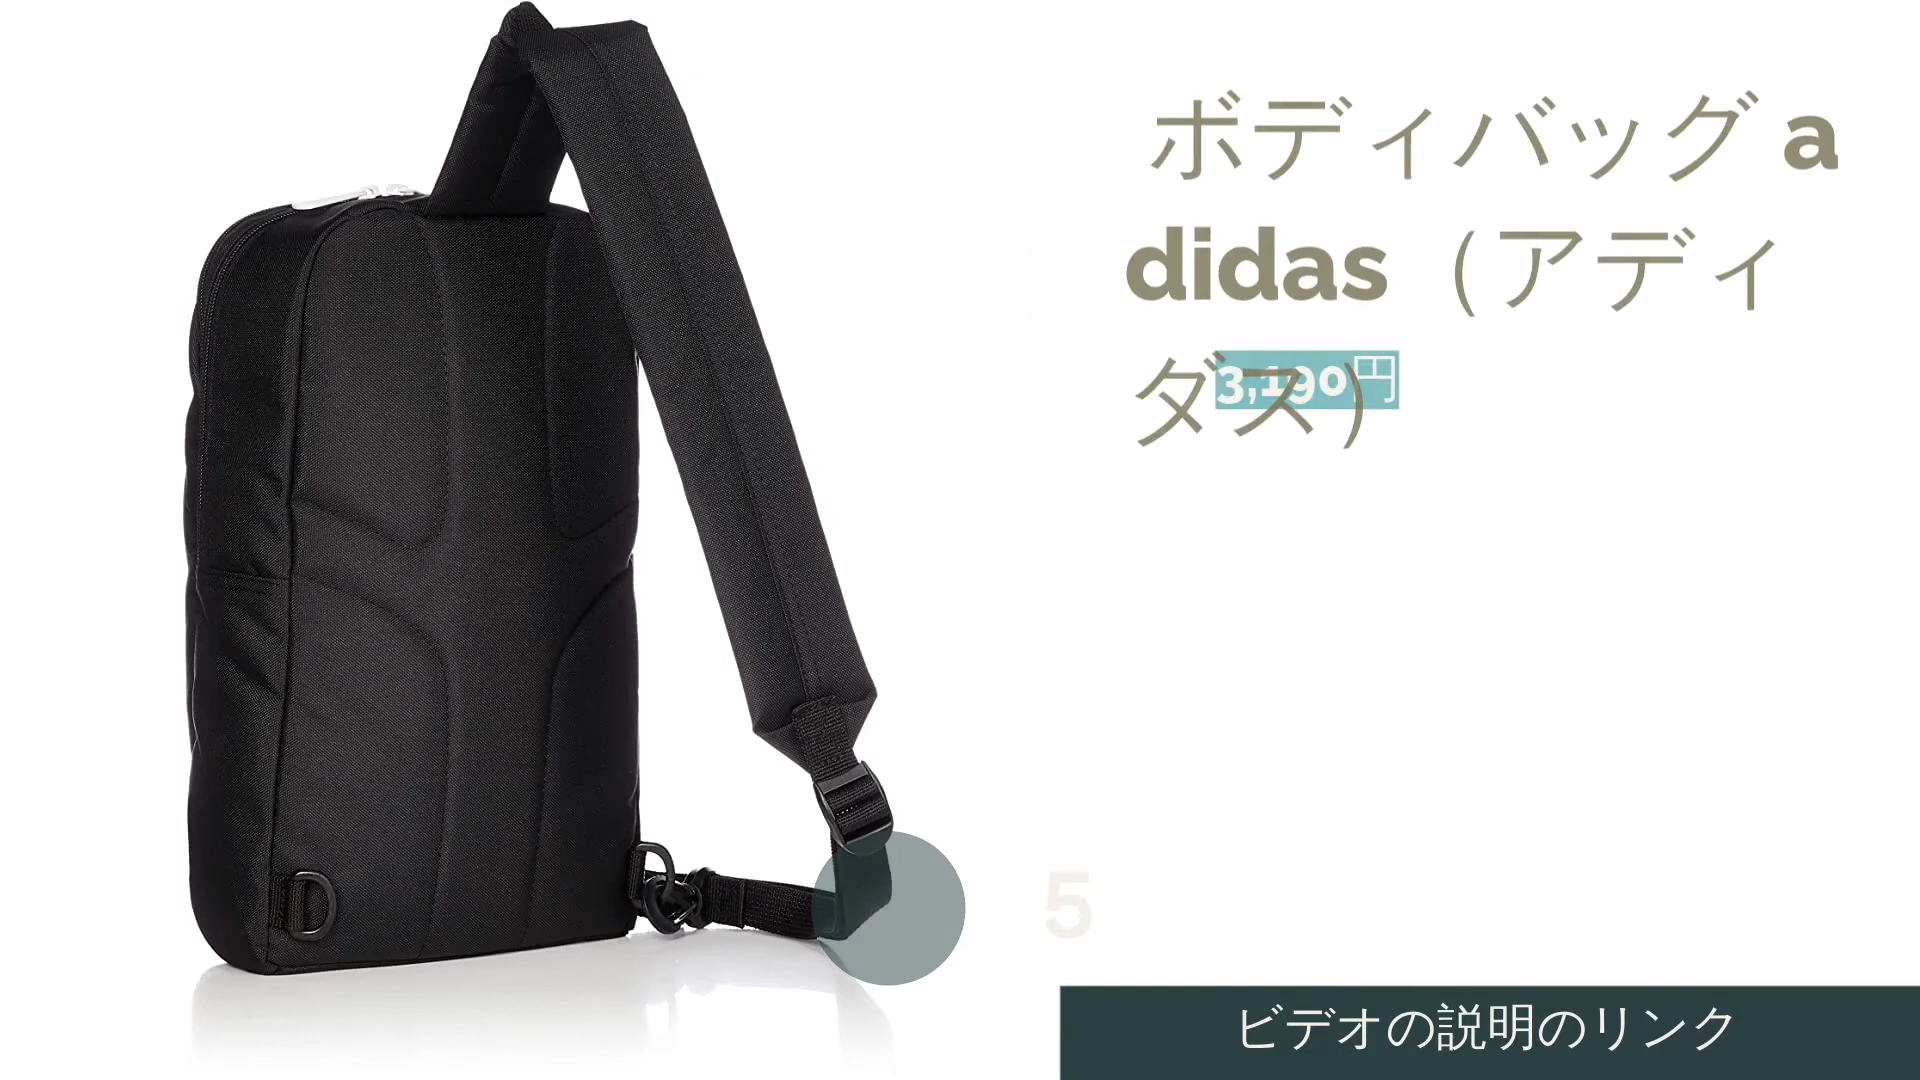 ボディバッグ a
didas（アディ
ダス）
3,190円
5
ビデオの説明のリンク